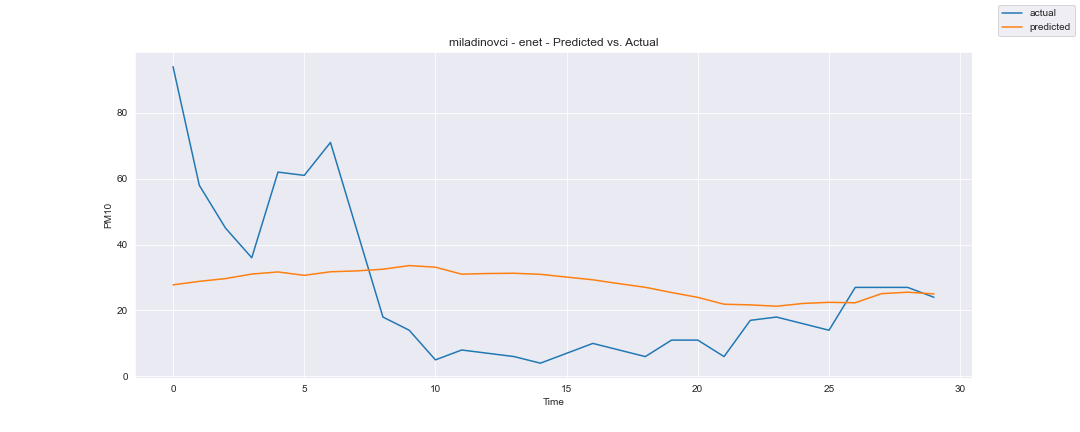 actual
predicted
miladinovci - enet - Predicted vs. Actual
80
60
40
20
0
PM10
0 5 10 15 20 25 30
Time